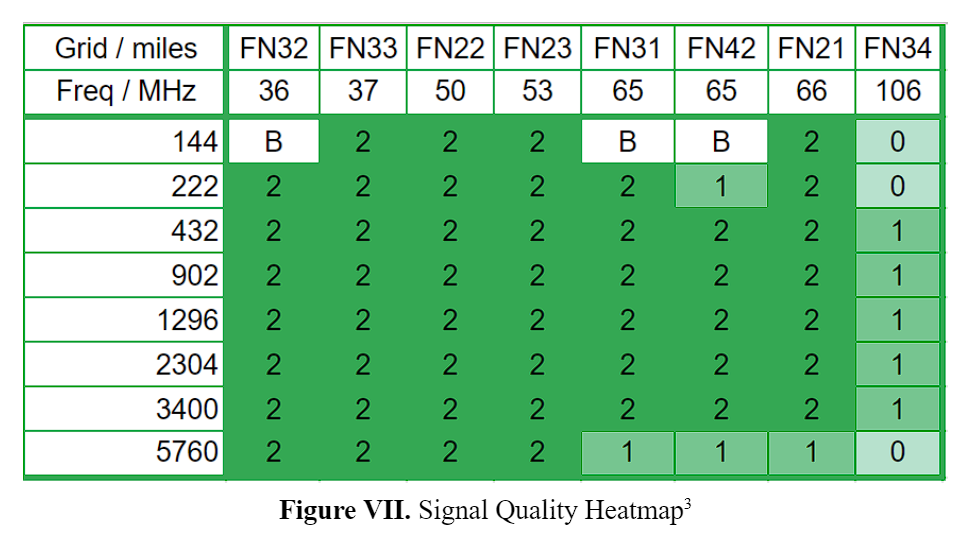 Grid / miles FN32 FN33 FN22 FN23 FN31 FN42 FN21 FN34
Freq / MHz 36 37 50 53 65 65 66 106
144 B 2 2 2 B B 2 0
222 2 2 2 2 2 1 2 0
432 2 2 2 2 2 2 2 1
902 2 2 2 2 2 2 2 1
1296 2 2 2 2 2 2 2 1
2304 2 2 2 2 2 2 2 1
3400 2 2 2 2 2 2 2 1
5760 2 2 2 2 1 1 1 0
Figure VII. Signal Quality Heatmap³